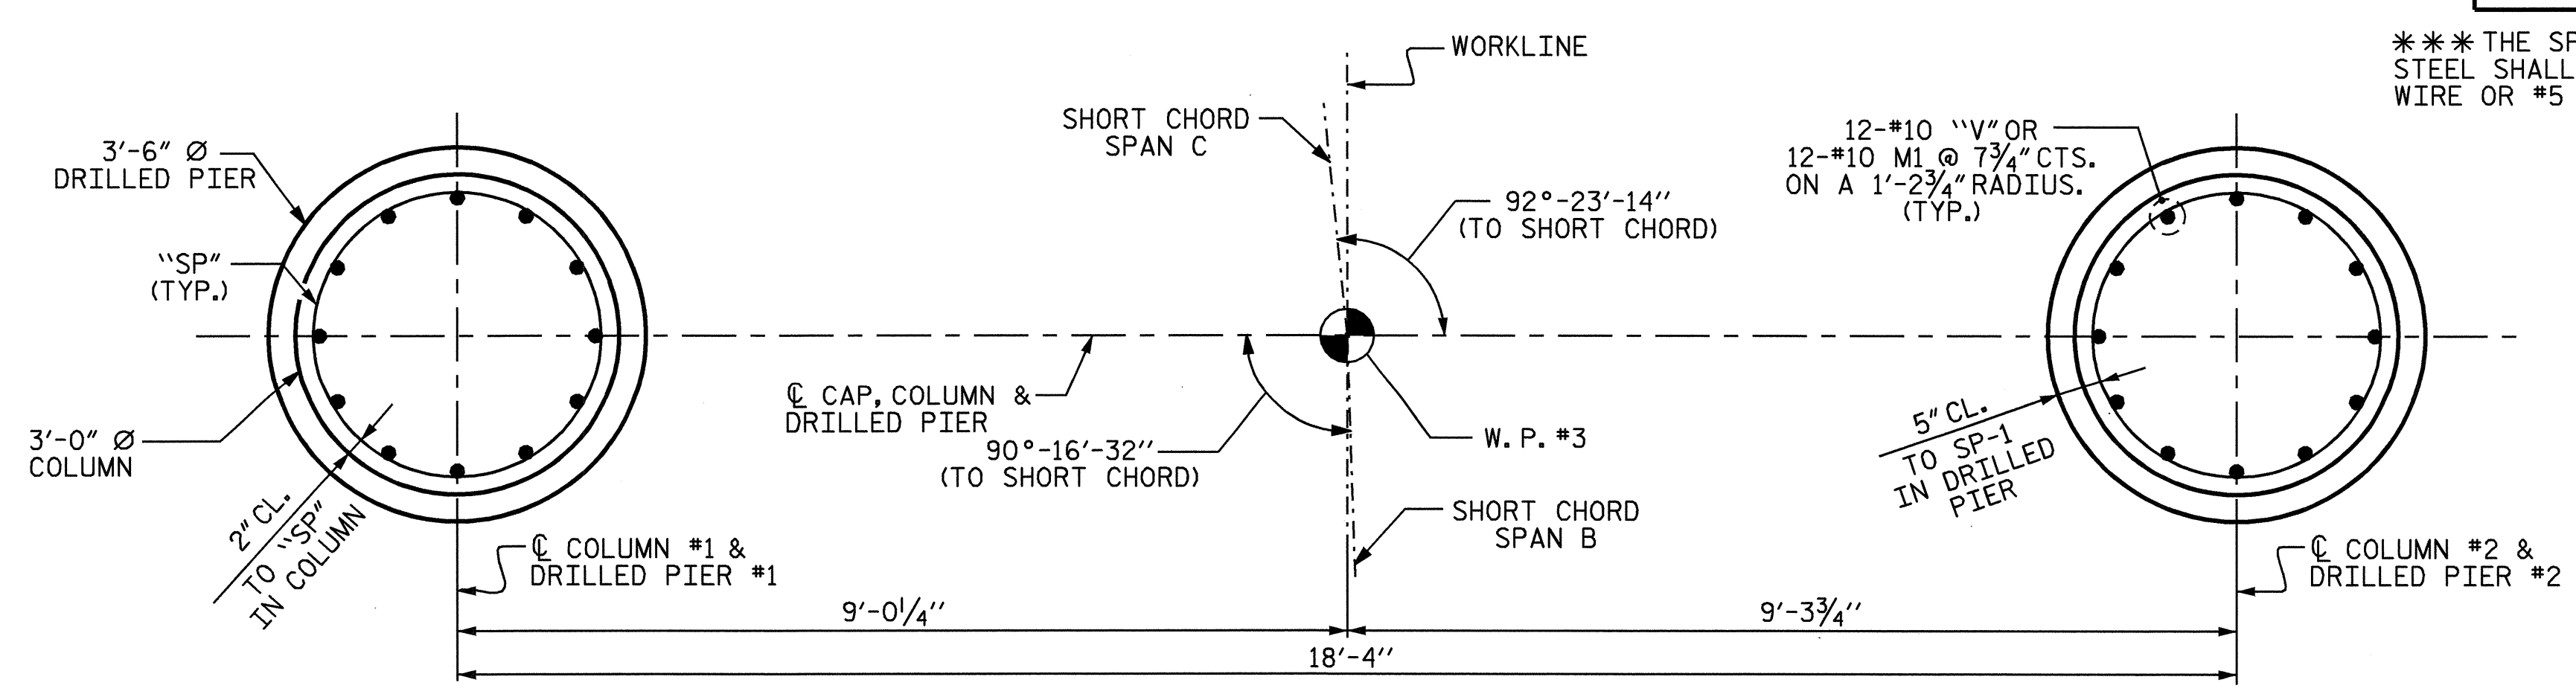 WORKLINE
✳✳✳ THE SP
STEEL SHALL
WIRE OR #5
SHORT CHORD
SPAN C
12-#10 "V" OR
12-#10 M1 @ 7¾" CTS.
ON A 1'-2¾" RADIUS.
(TYP.)
3'-6" Ø
DRILLED PIER
92°-23'-14"
(TO SHORT CHORD)
"SP"
(TYP.)
℄ CAP, COLUMN &
DRILLED PIER
90°-16'-32"
(TO SHORT CHORD)
W.P. #3
3'-0" Ø
COLUMN
5" CL.
TO SP-1
IN DRILLED
PIER
2" CL.
TO "SP"
IN COLUMN
SHORT CHORD
SPAN B
℄ COLUMN #1 &
DRILLED PIER #1
℄ COLUMN #2 &
DRILLED PIER #2
9'-0¼"
9'-3¾"
18'-4"